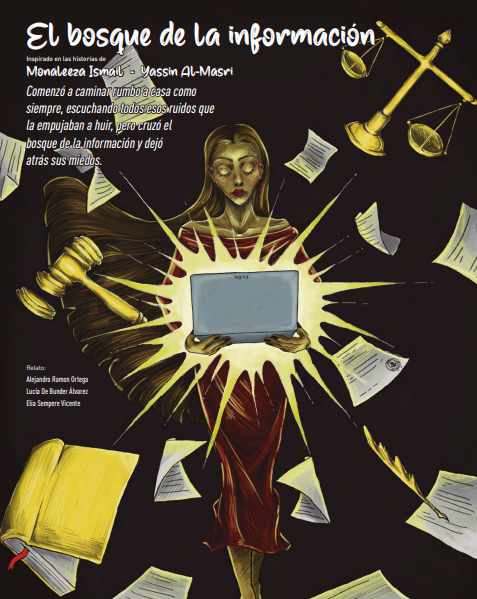 El bosque de la información
Inspirado en las historias de
Monaleeza Ismail - Yassin Al-Masri
Comenzó a caminar rumbo a casa como
siempre, escuchando todos esos ruidos que
la empujaban a huir, pero cruzó el
bosque de la información y dejó
atrás sus miedos.
Relato:
Alejandro Ramon Ortega
Lucía De Bunder Álvarez
Elia Sempere Vicente